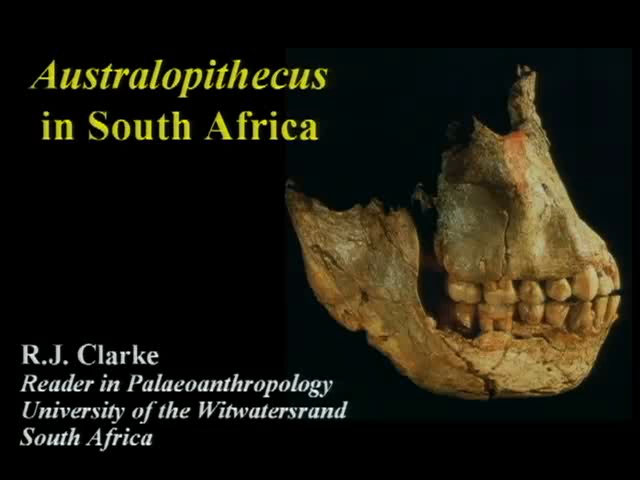 Australopithecus
in South Africa
R.J. Clarke
Reader in Palaeoanthropology
University of the Witwatersrand
South Africa